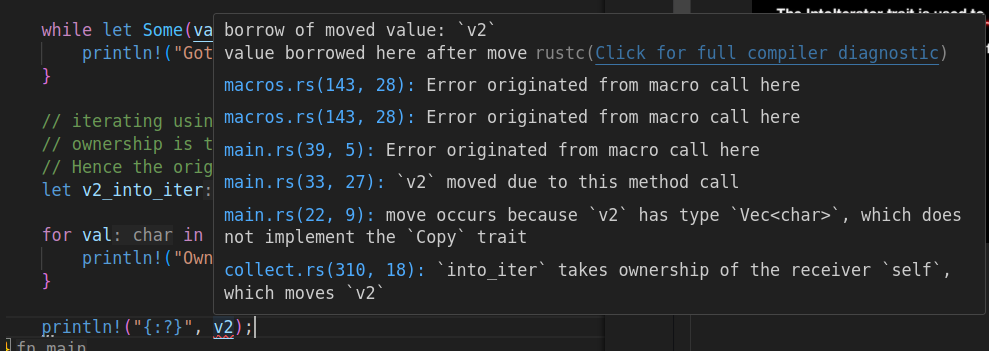 The IntoIterator trait is used to
while let Some(va
borrow of moved value: `v2`
println!("Got
value borrowed here after move rustc(Click for full compiler diagnostic)
}
macros.rs(143, 28): Error originated from macro call here
macros.rs(143, 28): Error originated from macro call here
// iterating usin
// ownership is t
main.rs(39, 5): Error originated from macro call here
// Hence the orig
main.rs(33, 27): `v2` moved due to this method call
let v2_into_iter:
main.rs(22, 9): move occurs because `v2` has type `Vec<char>`, which does
not implement the `Copy` trait
for val: char in
println!("Own
collect.rs(310, 18): `into_iter` takes ownership of the receiver `self`,
}
which moves `v2`
println!("{:?}", v2);
fn main